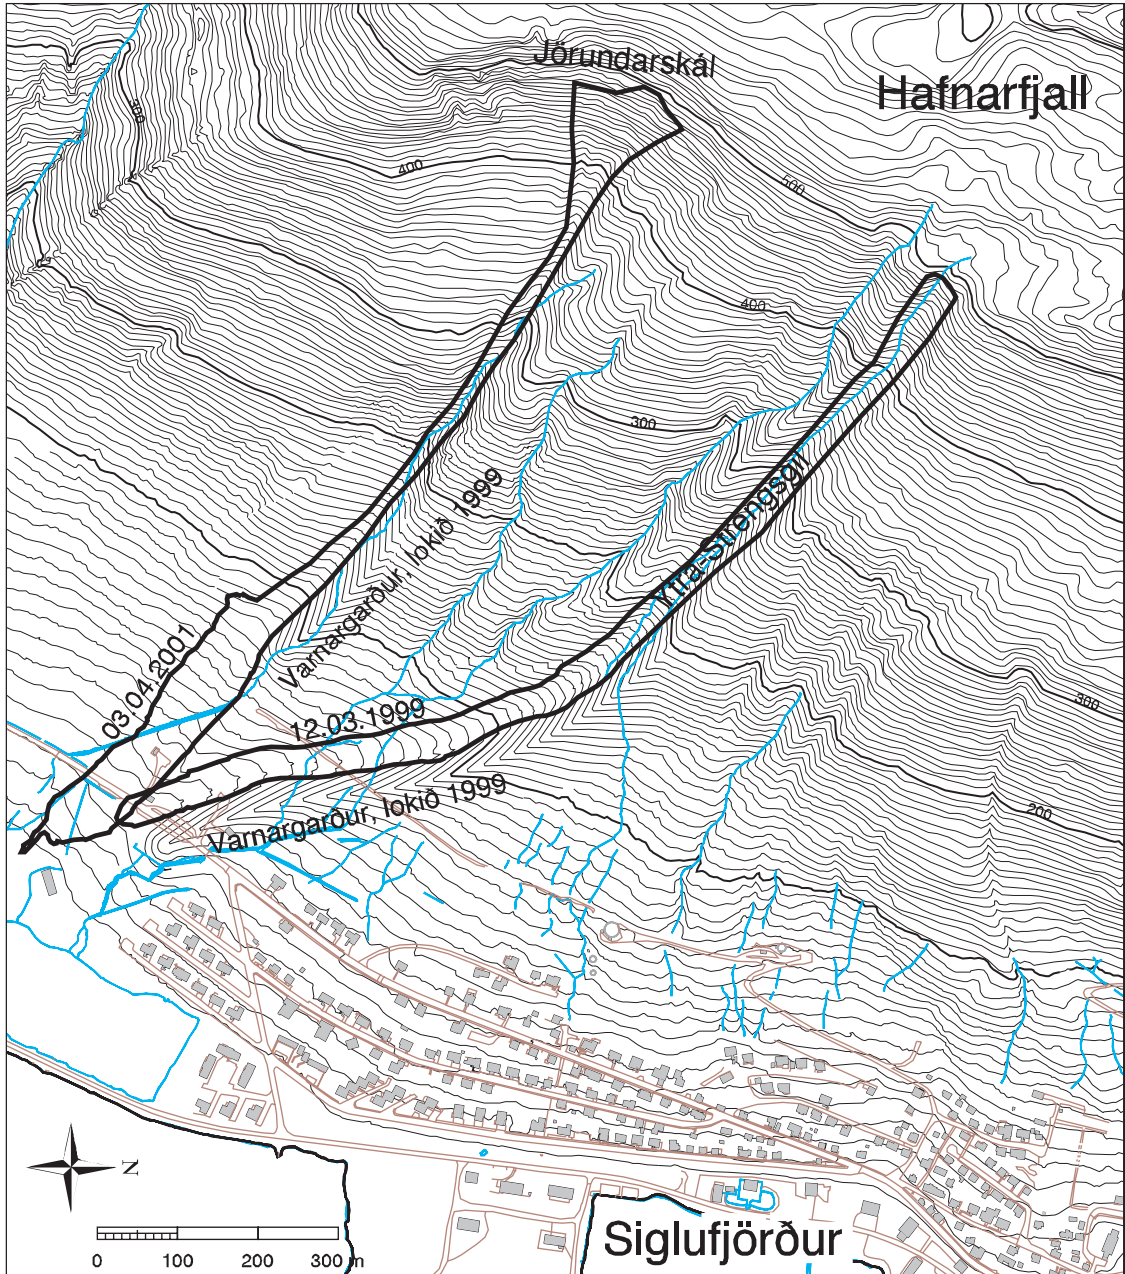 Jörundarskál
Hafnarfjall
300
400
500
400
300
Varnargarður, lokið 1999
Ytra-Strengsgil
03.04.2001
12.03.1999
300
Varnargarður, lokið 1999
200
N
0 100 200 300 m
Siglufjörður